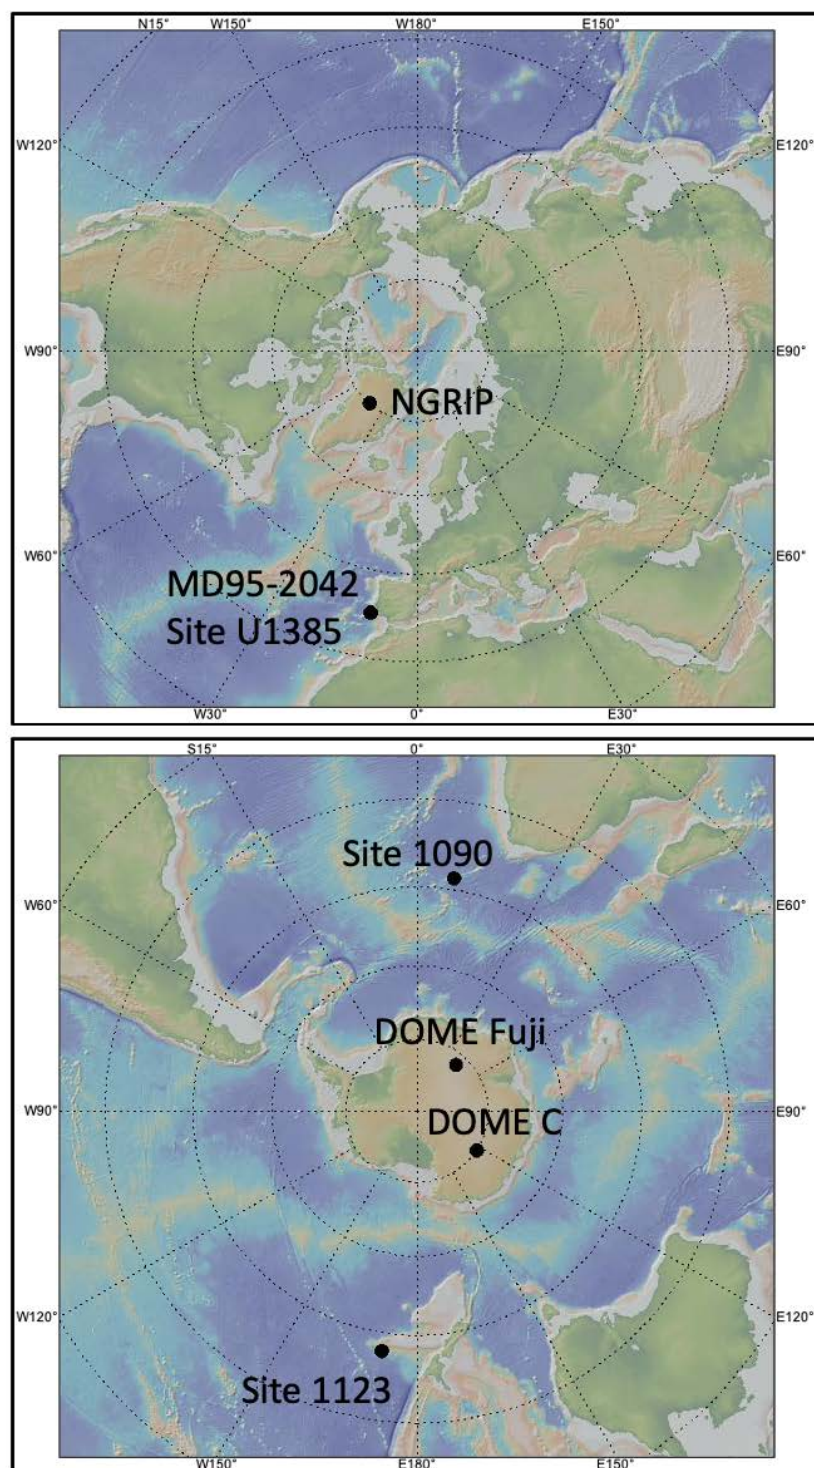 N15° W150° W180° E150°
W120° E120°
W90° E90°
NGRIP
W60° E60°
MD95-2042
Site U1385
W30° 0° E30°
S15° 0° E30°
Site 1090
W60° E60°
DOME Fuji
W90° E90°
DOME C
W120° E120°
Site 1123
W150° E180° E150°